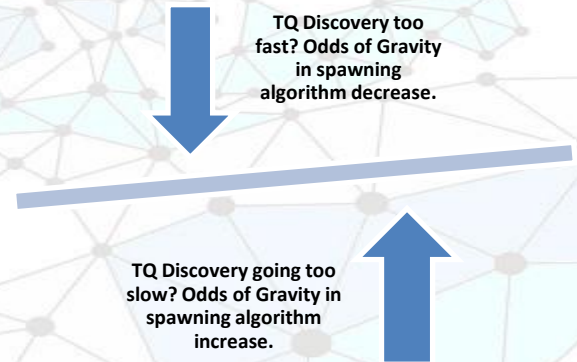 TQ Discovery too
fast? Odds of Gravity
in spawning
algorithm decrease.
TQ Discovery going too
slow? Odds of Gravity in
spawning algorithm
increase.